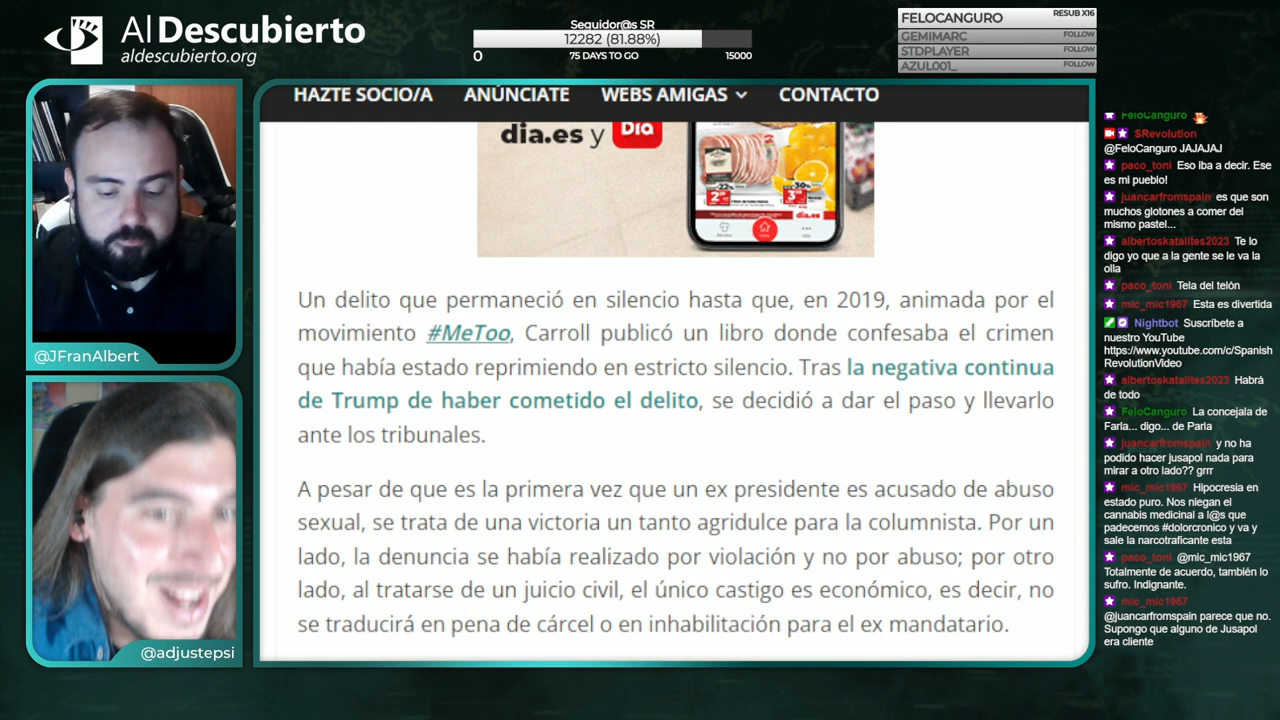 Al Descubierto
aldescubierto.org
Seguidor@s SR
12282 (81.88%)
0
75 DAYS TO GO
15000
FELOCANGURO
RESUB X16
GEMIMARC
FOLLOW
STDPLAYER
FOLLOW
AZUL001_
FOLLOW
@JFranAlbert
@adjustepsi
HAZTE SOCIO/A
ANÚNCIATE
WEBS AMIGAS
CONTACTO
dia.es y
Dia
dia.es
Un delito que permaneció en silencio hasta que, en 2019, animada por el
movimiento #MeToo, Carroll publicó un libro donde confesaba el crimen
que había estado reprimiendo en estricto silencio. Tras la negativa continua
de Trump de haber cometido el delito, se decidió a dar el paso y llevarlo
ante los tribunales.
A pesar de que es la primera vez que un ex presidente es acusado de abuso
sexual, se trata de una victoria un tanto agridulce para la columnista. Por un
lado, la denuncia se había realizado por violación y no por abuso; por otro
lado, al tratarse de un juicio civil, el único castigo es económico, es decir, no
se traducirá en pena de cárcel o en inhabilitación para el ex mandatario.
FeloCanguro
SRevolution
@FeloCanguro JAJAJAJ
paco_toni Eso iba a decir. Ese
es mi pueblo!
juancarfromspain es que son
muchos glotones a comer del
mismo pastel...
albertoskatalites2023 Te lo
digo yo que a la gente se le va la
olla
paco_toni Tela del telón
mic_mic1967 Esta es divertida
Nightbot Suscríbete a
nuestro YouTube
https://www.youtube.com/c/Spanish
RevolutionVideo
albertoskatalites2023 Habrá
de todo
FeloCanguro La concejala de
Farla... digo... de Parla
juancarfromspain y no ha
podido hacer jusapol nada para
mirar a otro lado?? grrr
mic_mic1967 Hipocresia en
estado puro. Nos niegan el
cannabis medicinal a l@s que
padecemos #dolorcronico y va y
sale la narcotraficante esta
paco_toni @mic_mic1967
Totalmente de acuerdo, también lo
sufro. Indignante.
mic_mic1967
@juancarfromspain parece que no.
Supongo que alguno de Jusapol
era cliente